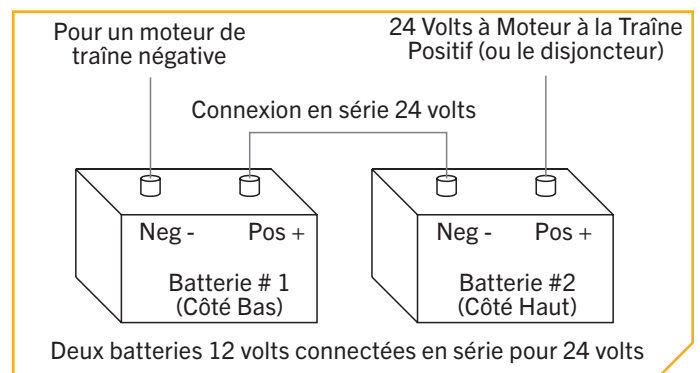 Pour un moteur de
traîne négative
24 Volts à Moteur à la Traîne
Positif (ou le disjoncteur)
Connexion en série 24 volts
Neg - Pos +
Neg - Pos +
Batterie # 1
(Côté Bas)
Batterie #2
(Côté Haut)
Deux batteries 12 volts connectées en série pour 24 volts